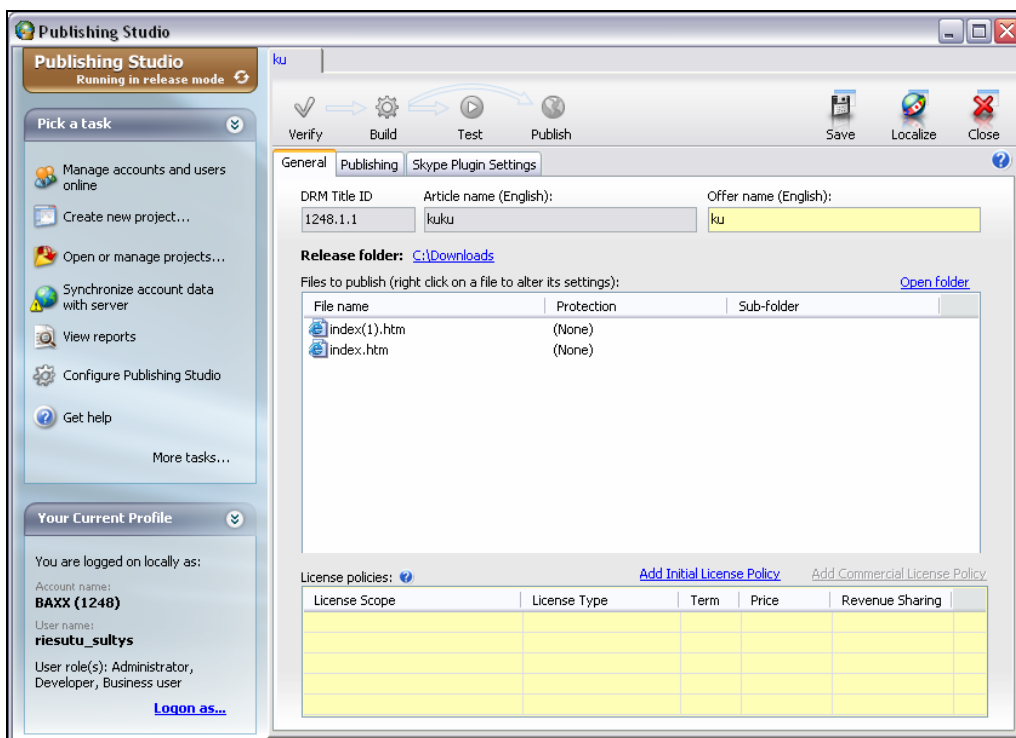 Publishing Studio
Publishing Studio
Running in release mode
Pick a task
Manage accounts and users
online
Create new project...
Open or manage projects...
Synchronize account data
with server
View reports
Configure Publishing Studio
Get help
More tasks...
Your Current Profile
You are logged on locally as:
Account name:
BAXX (1248)
User name:
riesutu_sultys
User role(s): Administrator,
Developer, Business user
Logon as...
ku
Verify Build Test Publish Save Localize Close
General Publishing Skype Plugin Settings
DRM Title ID Article name (English): Offer name (English):
1248.1.1 kuku ku
Release folder: C:\Downloads
Files to publish (right click on a file to alter its settings): Open folder
File name Protection Sub-folder
index(1).htm (None)
index.htm (None)
License policies: Add Initial License Policy Add Commercial License Policy
License Scope License Type Term Price Revenue Sharing